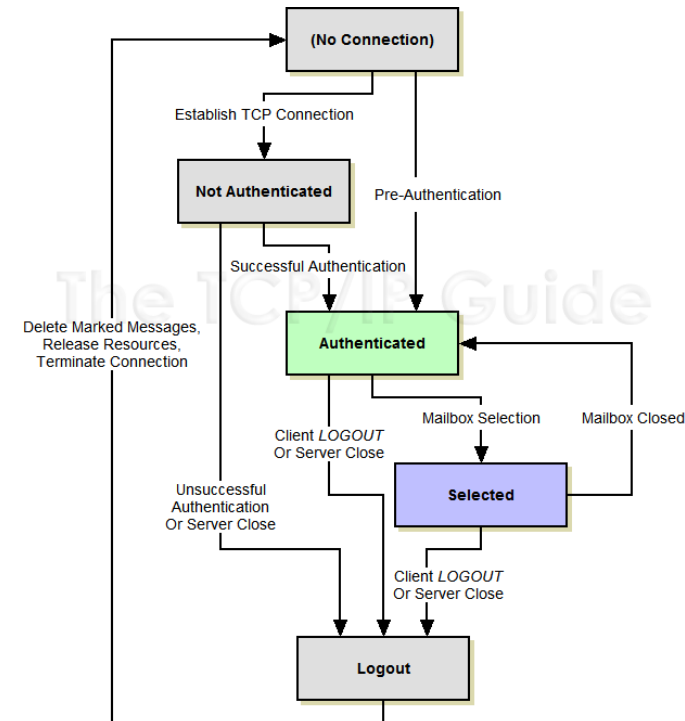 (No Connection)
Establish TCP Connection
Not Authenticated
Pre-Authentication
Successful Authentication
The TCP/IP Guide
Delete Marked Messages,
Release Resources,
Terminate Connection
Authenticated
Client LOGOUT
Or Server Close
Mailbox Selection
Mailbox Closed
Unsuccessful
Authentication
Or Server Close
Selected
Client LOGOUT
Or Server Close
Logout